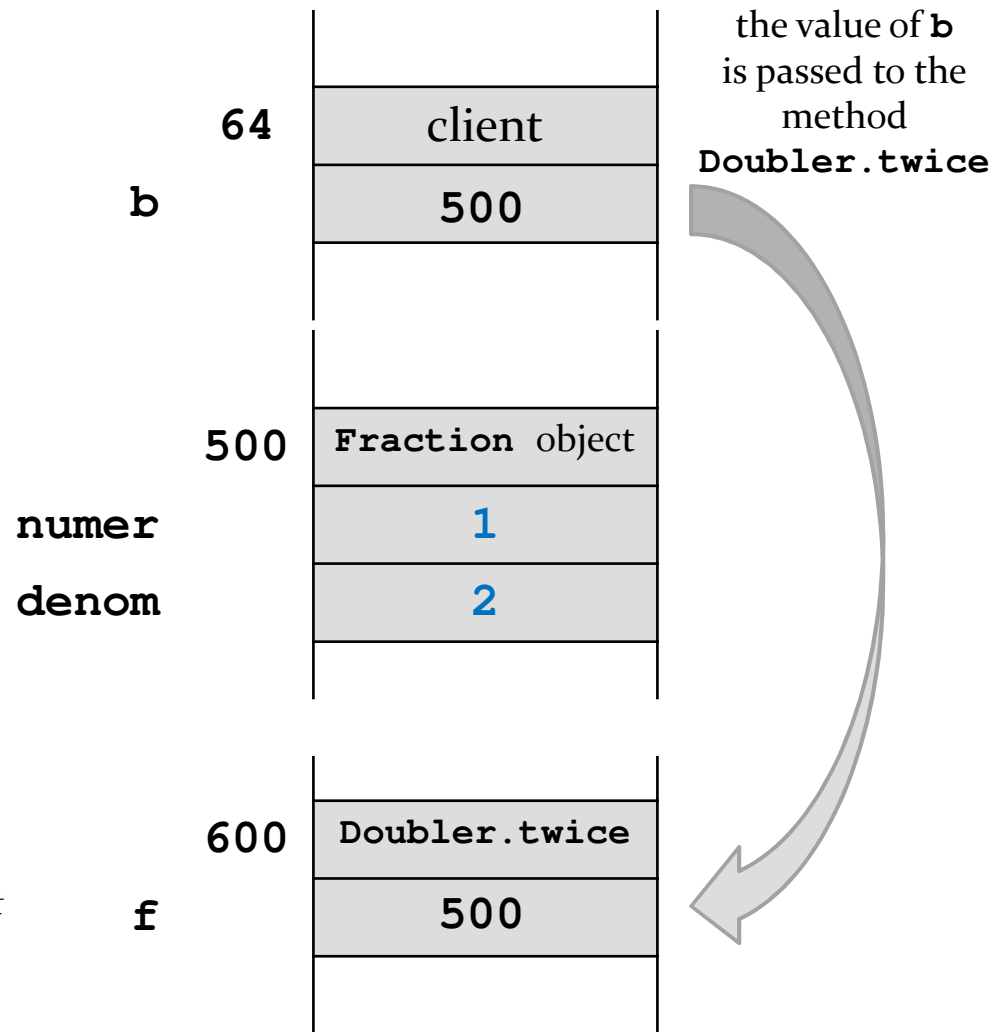 the value of b
is passed to the
method
Doubler.twice
64 client
b 500
500 Fraction object
numer 1
denom 2
600 Doubler.twice
f 500